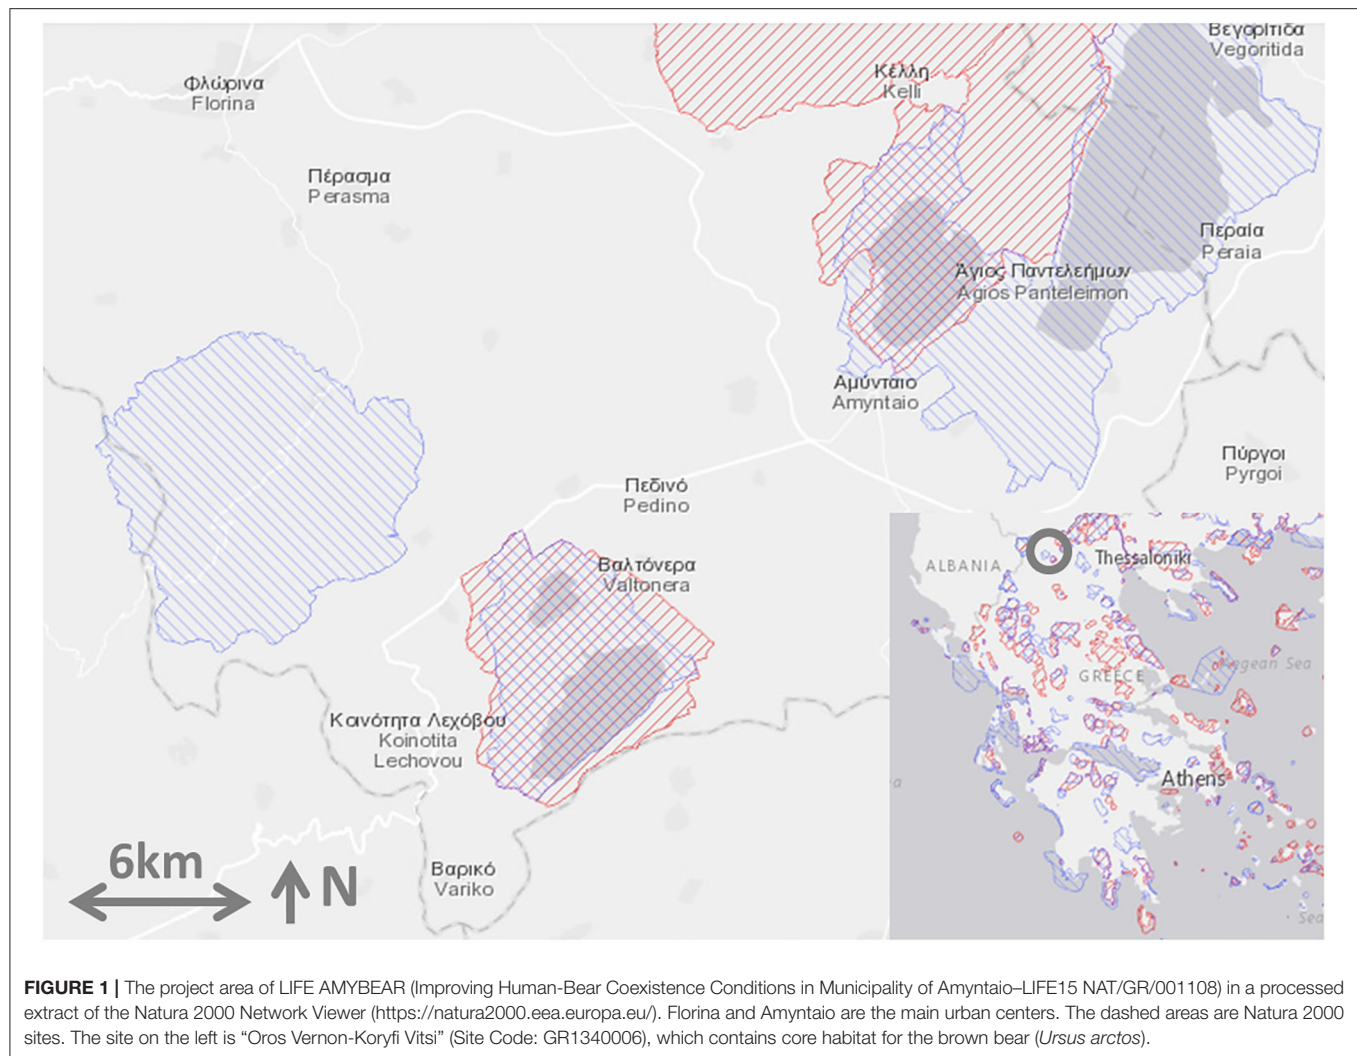 Φλώρινα
Florina
Πέρασμα
Perasma
Κέλλη
Kelli
Βεγορίτιδα
Vegoritida
Περαία
Peraia
Άγιος Παντελεήμων
Agios Panteleimon
Αμύνταιο
Amyntaio
Πύργοι
Pyrgoi
Πεδινό
Pedino
Βαλτόνερα
Valtonera
Κοινότητα Λεχόβου
Koinotita
Lechovou
Βαρικό
Variko
6km
N
ALBANIA
Thessaloniki
Aegean Sea
GREECE
Athens
Sea
FIGURE 1 | The project area of LIFE AMYBEAR (Improving Human-Bear Coexistence Conditions in Municipality of Amyntaio–LIFE15 NAT/GR/001108) in a processed
extract of the Natura 2000 Network Viewer (https://natura2000.eea.europa.eu/). Florina and Amyntaio are the main urban centers. The dashed areas are Natura 2000
sites. The site on the left is “Oros Vernon-Koryfi Vitsi” (Site Code: GR1340006), which contains core habitat for the brown bear (Ursus arctos).